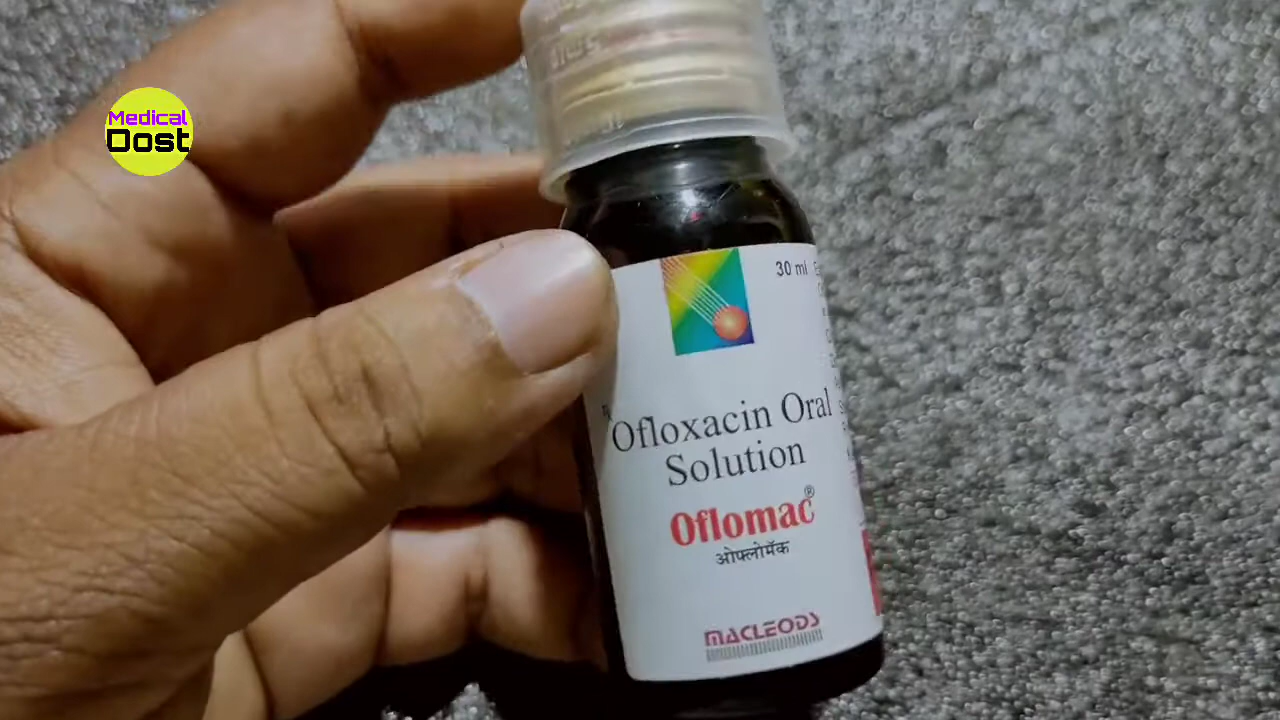 Medical
Dost
30 ml
Ofloxacin Oral
Solution
Oflomac®
ओफ्लोमॅक
MACLEODS